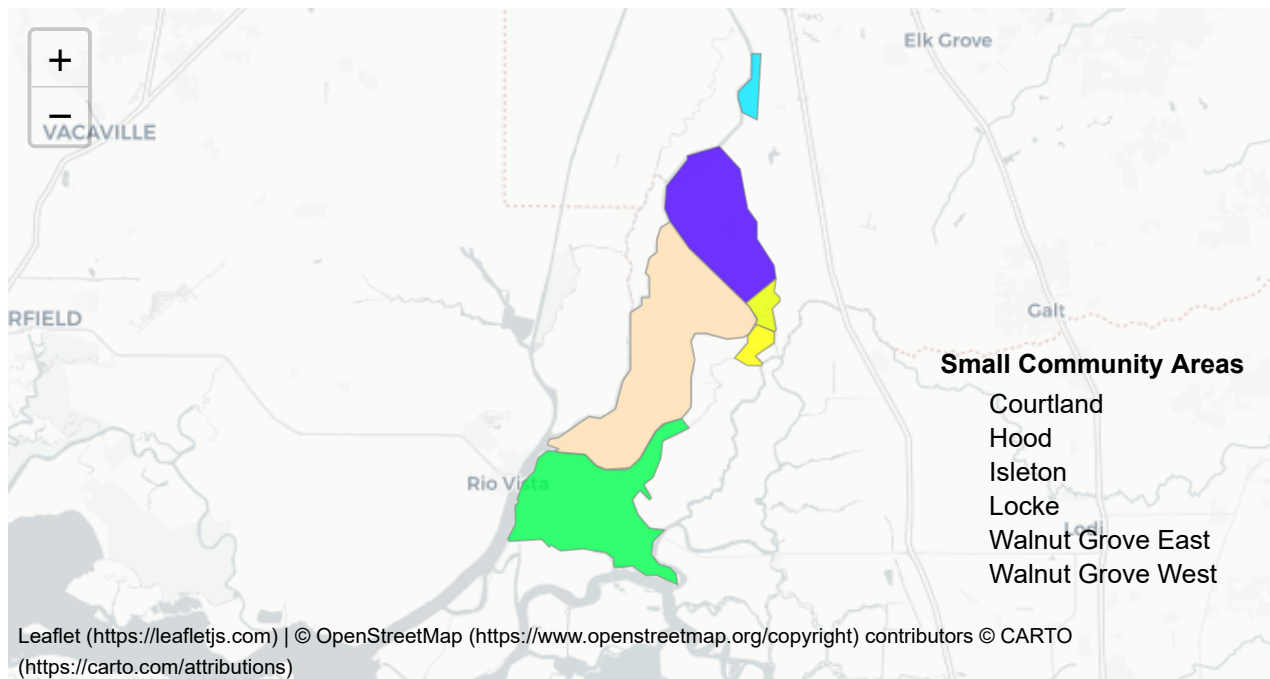 +
−
VACAVILLE
Elk Grove
RFIELD
Galt
Rio Vista
Lodi
Small Community Areas
Courtland
Hood
Isleton
Locke
Walnut Grove East
Walnut Grove West
Leaflet (https://leafletjs.com) | © OpenStreetMap (https://www.openstreetmap.org/copyright) contributors © CARTO
(https://carto.com/attributions)